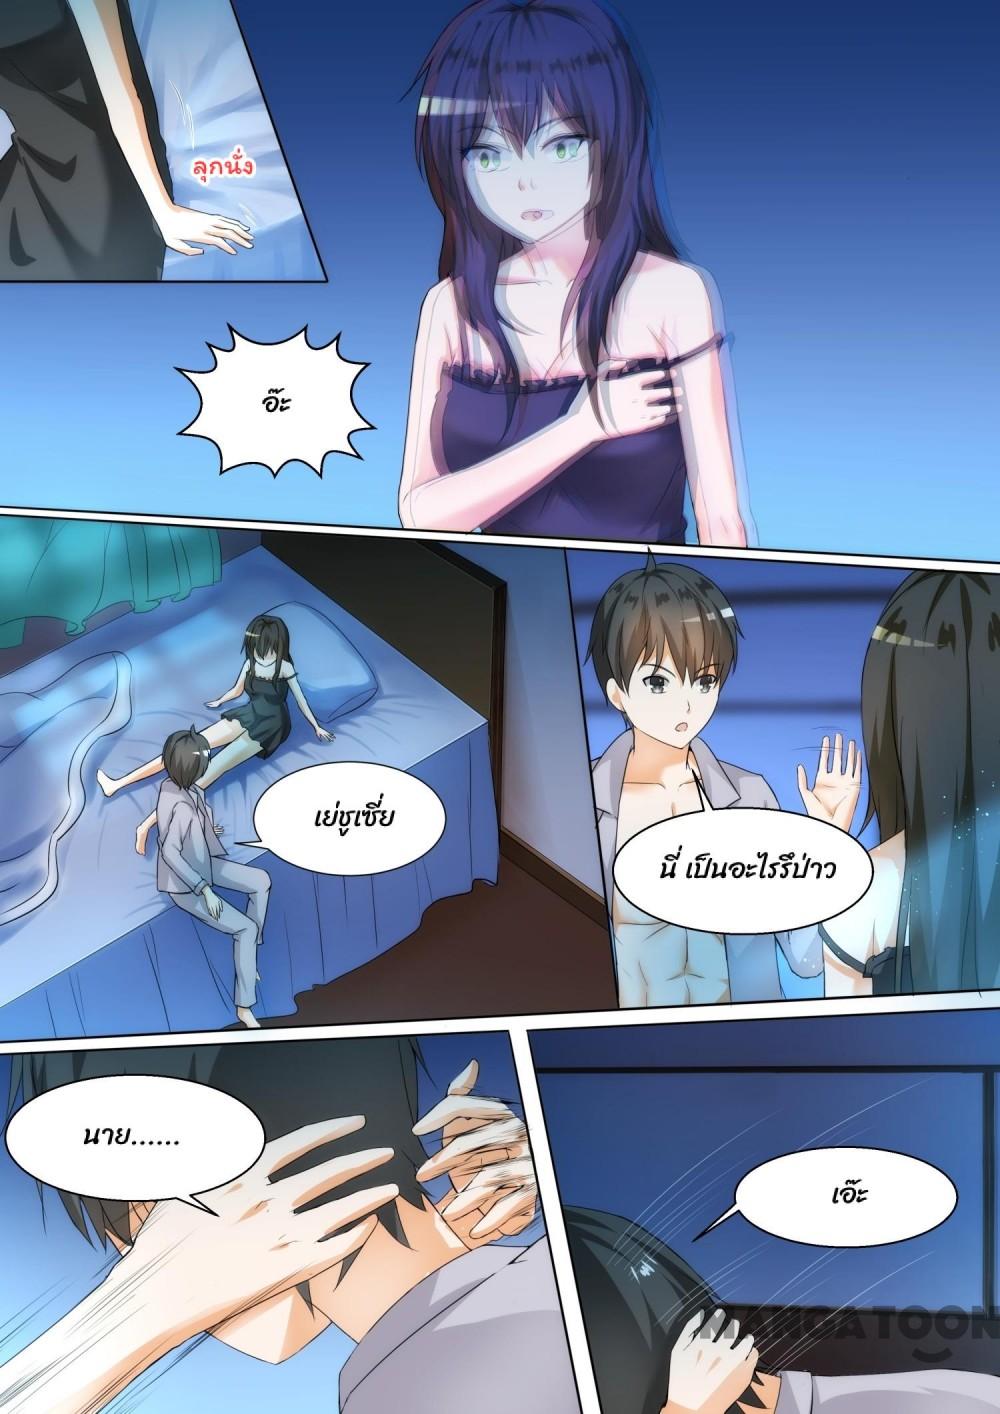 ลุกนั่ง
อ๊ะ
เย่ชูเซี่ย
นี่ เป็นอะไรรึป่าว
นาย......
เอ๊ะ
MANGATOON